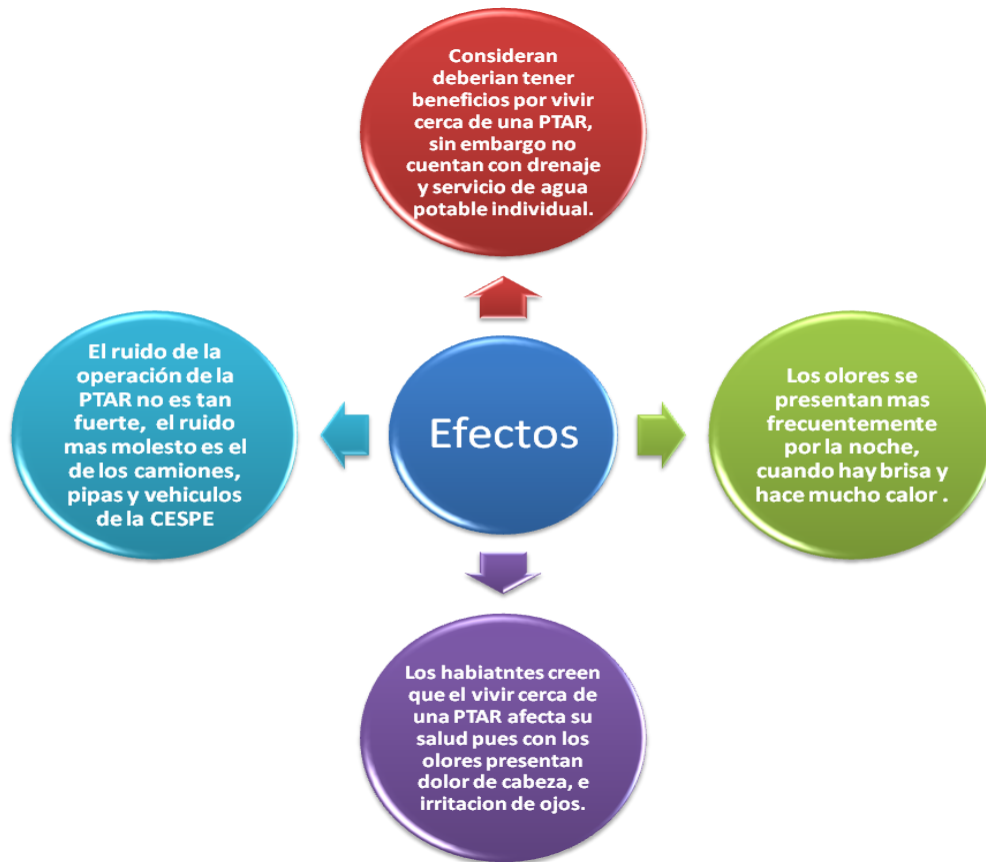 Consideran
deberian tener
beneficios por vivir
cerca de una PTAR,
sin embargo no
cuentan con drenaje
y servicio de agua
potable individual.
El ruido de la
operación de la
PTAR no es tan
fuerte, el ruido
mas molesto es el
de los camiones,
pipas y vehiculos
de la CESPE
Efectos
Los olores se
presentan mas
frecuentemente
por la noche,
cuando hay brisa y
hace mucho calor .
Los habiatntes creen
que el vivir cerca de
una PTAR afecta su
salud pues con los
olores presentan
dolor de cabeza, e
irritacion de ojos.